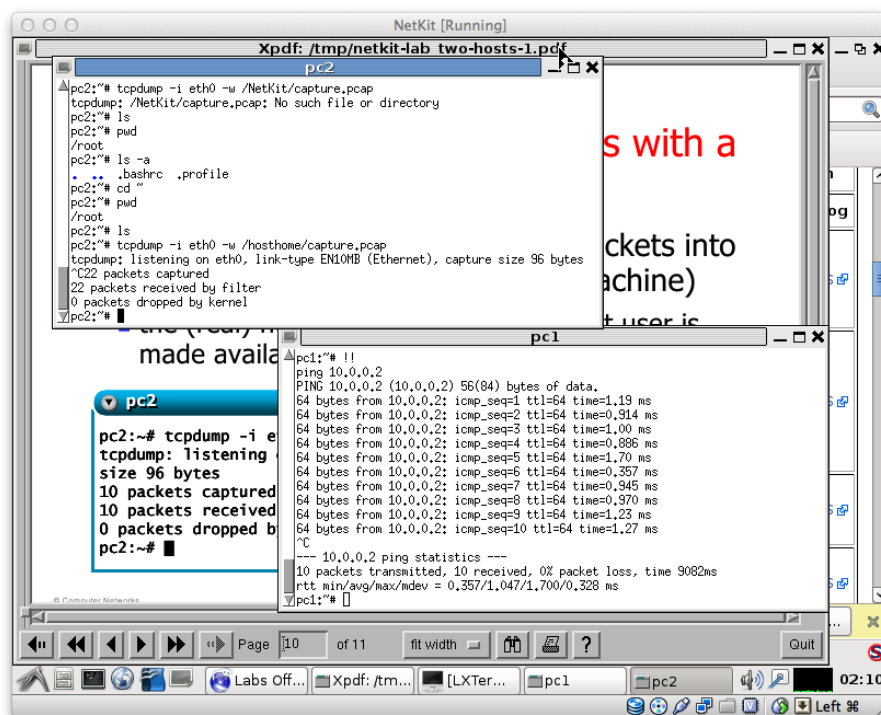 NetKit [Running]
Xpdf: /tmp/netkit-lab_two-hosts-1.pdf
pc2
pc2:~# tcpdump -i eth0 -w /NetKit/capture.pcap
tcpdump: /NetKit/capture.pcap: No such file or directory
pc2:~# ls
pc2:~# pwd
/root
pc2:~# ls -a
. .. .bashrc .profile
pc2:~# cd ~
pc2:~# pwd
/root
pc2:~# ls
pc2:~# tcpdump -i eth0 -w /hosthome/capture.pcap
tcpdump: listening on eth0, link-type EN10MB (Ethernet), capture size 96 bytes
^C22 packets captured
22 packets received by filter
0 packets dropped by kernel
pc2:~#
s with a
ckets into
achine)
t user is
the (real)
made availa
og
pc1
pc1:~# !!
ping 10.0.0.2
PING 10.0.0.2 (10.0.0.2) 56(84) bytes of data.
64 bytes from 10.0.0.2: icmp_seq=1 ttl=64 time=1.19 ms
64 bytes from 10.0.0.2: icmp_seq=2 ttl=64 time=0.914 ms
64 bytes from 10.0.0.2: icmp_seq=3 ttl=64 time=1.00 ms
64 bytes from 10.0.0.2: icmp_seq=4 ttl=64 time=0.886 ms
64 bytes from 10.0.0.2: icmp_seq=5 ttl=64 time=1.70 ms
64 bytes from 10.0.0.2: icmp_seq=6 ttl=64 time=0.357 ms
64 bytes from 10.0.0.2: icmp_seq=7 ttl=64 time=0.945 ms
64 bytes from 10.0.0.2: icmp_seq=8 ttl=64 time=0.970 ms
64 bytes from 10.0.0.2: icmp_seq=9 ttl=64 time=1.23 ms
64 bytes from 10.0.0.2: icmp_seq=10 ttl=64 time=1.27 ms
^C
--- 10.0.0.2 ping statistics ---
10 packets transmitted, 10 received, 0% packet loss, time 9082ms
rtt min/avg/max/mdev = 0.357/1.047/1.700/0.328 ms
pc1:~#
pc2
pc2:~# tcpdump -i e
tcpdump: listening
size 96 bytes
10 packets captured
10 packets received
0 packets dropped b
pc2:~#
© Computer Networks
Page 10 of 11 fit width ? Quit
Labs Off... Xpdf: /tm... [LXTer... pc1 pc2 02:10
Left ⌘